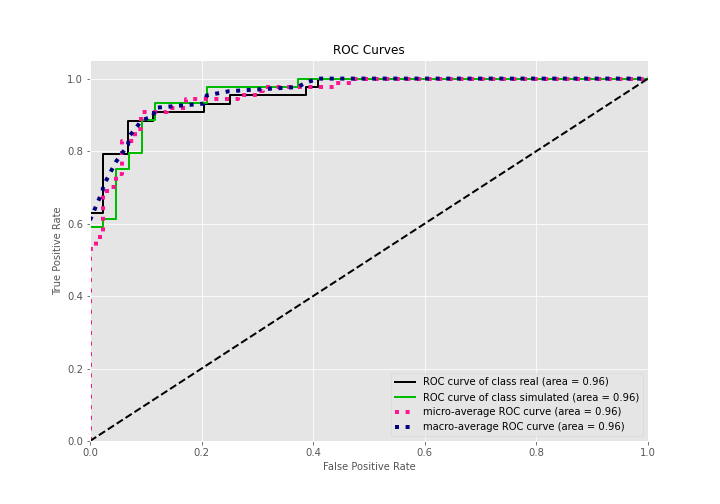 ROC Curves
True Positive Rate
1.0
0.8
0.6
0.4
0.2
0.0
0.0 0.2 0.4 0.6 0.8 1.0
False Positive Rate
ROC curve of class real (area = 0.96)
ROC curve of class simulated (area = 0.96)
micro-average ROC curve (area = 0.96)
macro-average ROC curve (area = 0.96)